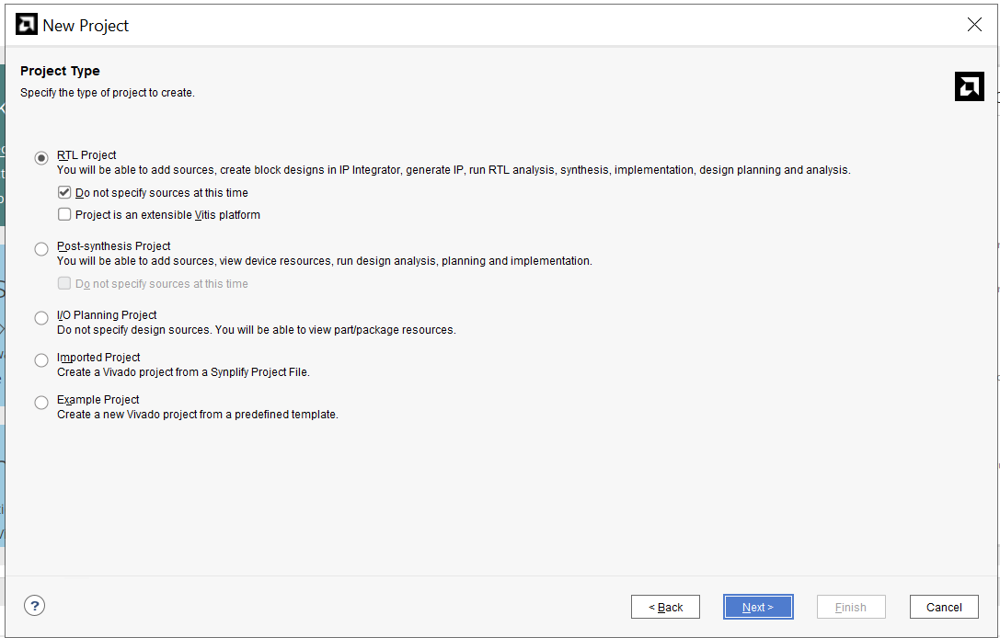 New Project
Project Type
Specify the type of project to create.
RTL Project
You will be able to add sources, create block designs in IP Integrator, generate IP, run RTL analysis, synthesis, implementation, design planning and analysis.
Do not specify sources at this time
Project is an extensible Vitis platform
Post-synthesis Project
You will be able to add sources, view device resources, run design analysis, planning and implementation.
Do not specify sources at this time
I/O Planning Project
Do not specify design sources. You will be able to view part/package resources.
Imported Project
Create a Vivado project from a Synplify Project File.
Example Project
Create a new Vivado project from a predefined template.
?
< Back
Next >
Finish
Cancel